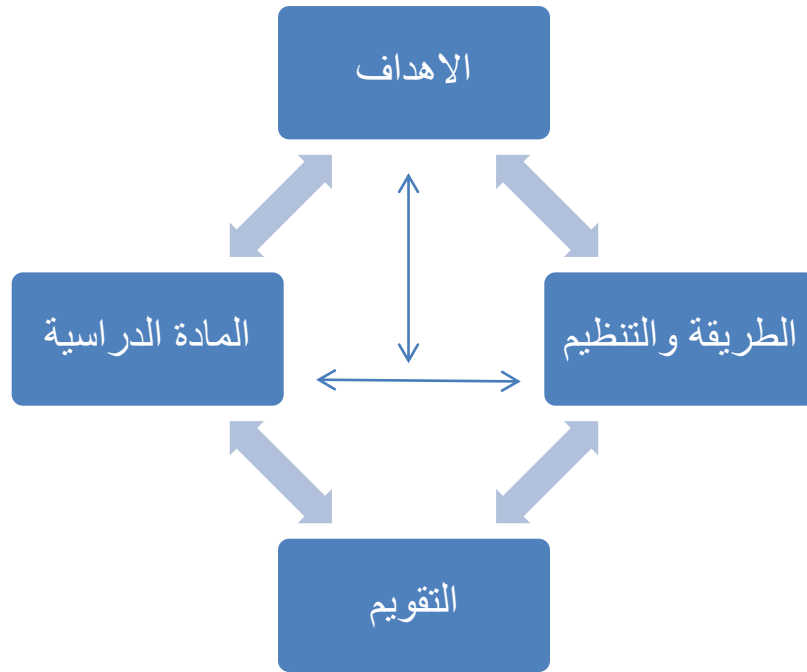 الاهداف
الطريقة والتنظيم
المادة الدراسية
التقويم